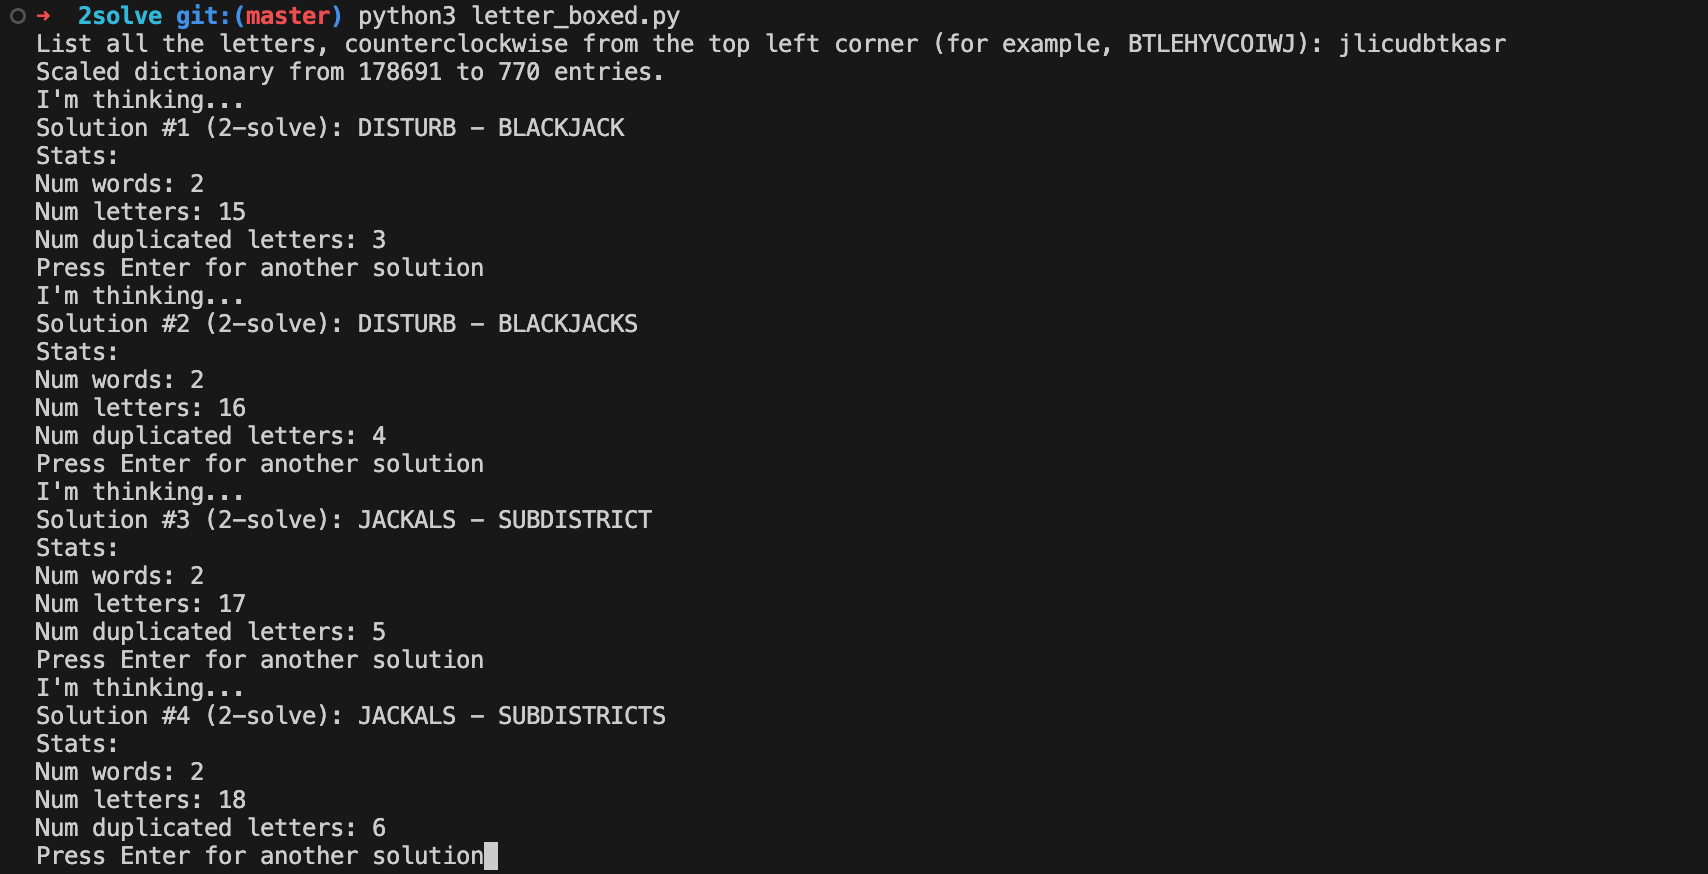 ➜ 2solve git:(master) python3 letter_boxed.py
List all the letters, counterclockwise from the top left corner (for example, BTLEHYVCOIWJ): jlicudbtkasr
Scaled dictionary from 178691 to 770 entries.
I'm thinking...
Solution #1 (2-solve): DISTURB - BLACKJACK
Stats:
Num words: 2
Num letters: 15
Num duplicated letters: 3
Press Enter for another solution
I'm thinking...
Solution #2 (2-solve): DISTURB - BLACKJACKS
Stats:
Num words: 2
Num letters: 16
Num duplicated letters: 4
Press Enter for another solution
I'm thinking...
Solution #3 (2-solve): JACKALS - SUBDISTRICT
Stats:
Num words: 2
Num letters: 17
Num duplicated letters: 5
Press Enter for another solution
I'm thinking...
Solution #4 (2-solve): JACKALS - SUBDISTRICTS
Stats:
Num words: 2
Num letters: 18
Num duplicated letters: 6
Press Enter for another solution